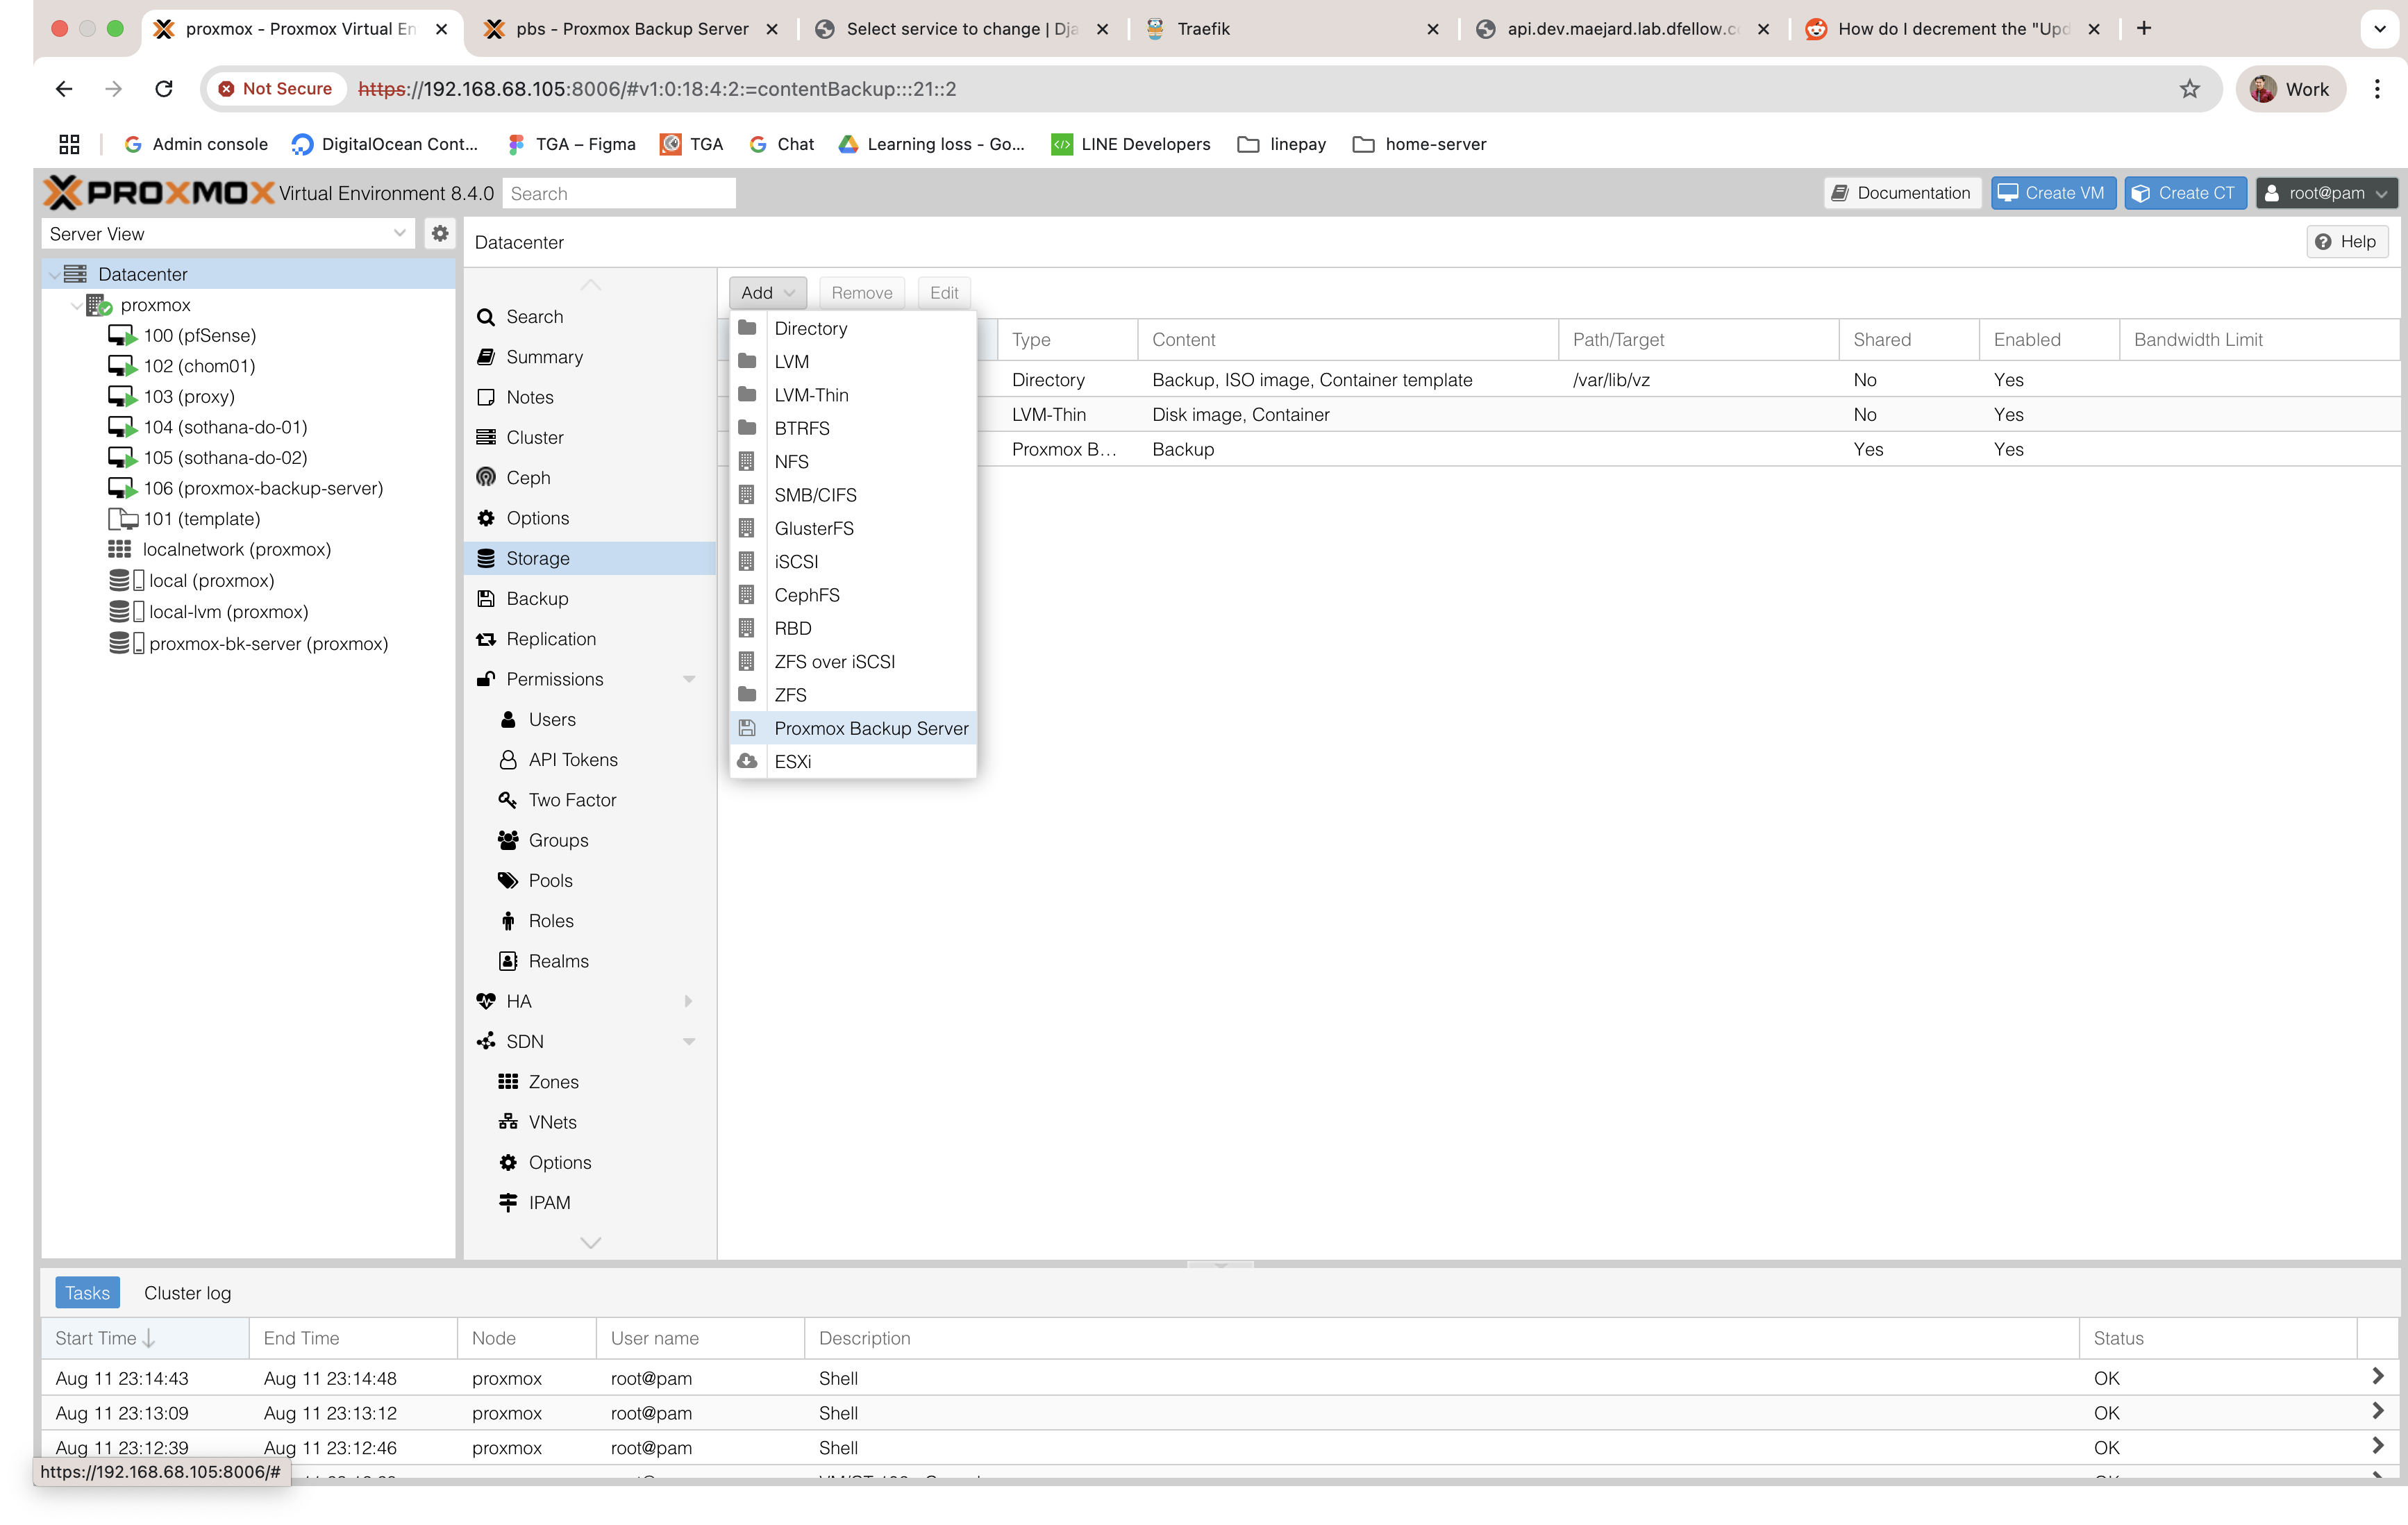 proxmox - Proxmox Virtual En
pbs - Proxmox Backup Server
Select service to change | Dja
Traefik
api.dev.maejard.lab.dfellow.c
How do I decrement the "Upd
Not Secure https://192.168.68.105:8006/#v1:0:18:4:2:=contentBackup:::21::2
Work
Admin console
DigitalOcean Cont...
TGA – Figma
TGA
Chat
Learning loss - Go...
LINE Developers
linepay
home-server
PROXMOX Virtual Environment 8.4.0 Search
Documentation
Create VM
Create CT
root@pam
Server View
Datacenter
proxmox
100 (pfSense)
102 (chom01)
103 (proxy)
104 (sothana-do-01)
105 (sothana-do-02)
106 (proxmox-backup-server)
101 (template)
localnetwork (proxmox)
local (proxmox)
local-lvm (proxmox)
proxmox-bk-server (proxmox)
Datacenter
Help
Search
Summary
Notes
Cluster
Ceph
Options
Storage
Backup
Replication
Permissions
Users
API Tokens
Two Factor
Groups
Pools
Roles
Realms
HA
SDN
Zones
VNets
Options
IPAM
Add
Remove
Edit
Directory
LVM
LVM-Thin
BTRFS
NFS
SMB/CIFS
GlusterFS
iSCSI
CephFS
RBD
ZFS over iSCSI
ZFS
Proxmox Backup Server
ESXi
Type Content Path/Target Shared Enabled Bandwidth Limit
Directory Backup, ISO image, Container template /var/lib/vz No Yes
LVM-Thin Disk image, Container No Yes
Proxmox B... Backup Yes Yes
Tasks
Cluster log
Start Time End Time Node User name Description Status
Aug 11 23:14:43 Aug 11 23:14:48 proxmox root@pam Shell OK
Aug 11 23:13:09 Aug 11 23:13:12 proxmox root@pam Shell OK
Aug 11 23:12:39 Aug 11 23:12:46 proxmox root@pam Shell OK
https://192.168.68.105:8006/#